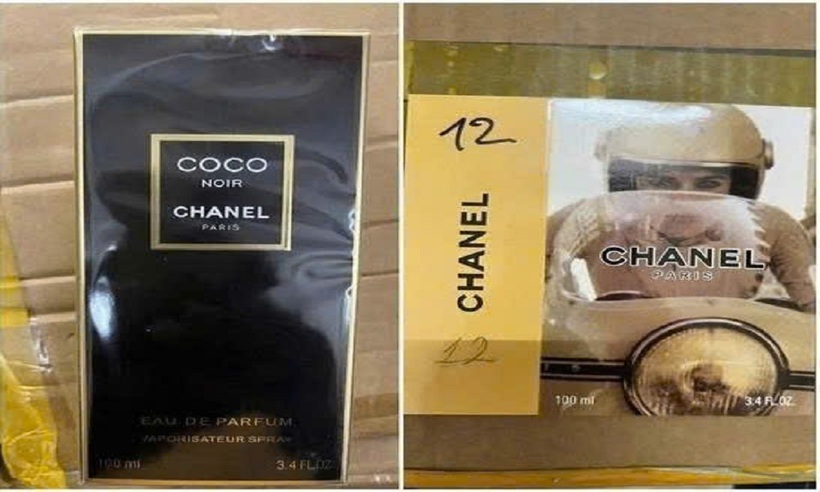 COCO
NOIR
CHANEL
PARIS
EAU DE PARFUM
VAPORISATEUR SPRAY
100 ml
3.4 FL.OZ.
12
CHANEL
12
CHANEL
PARIS
100 ml
3.4 FL.OZ.